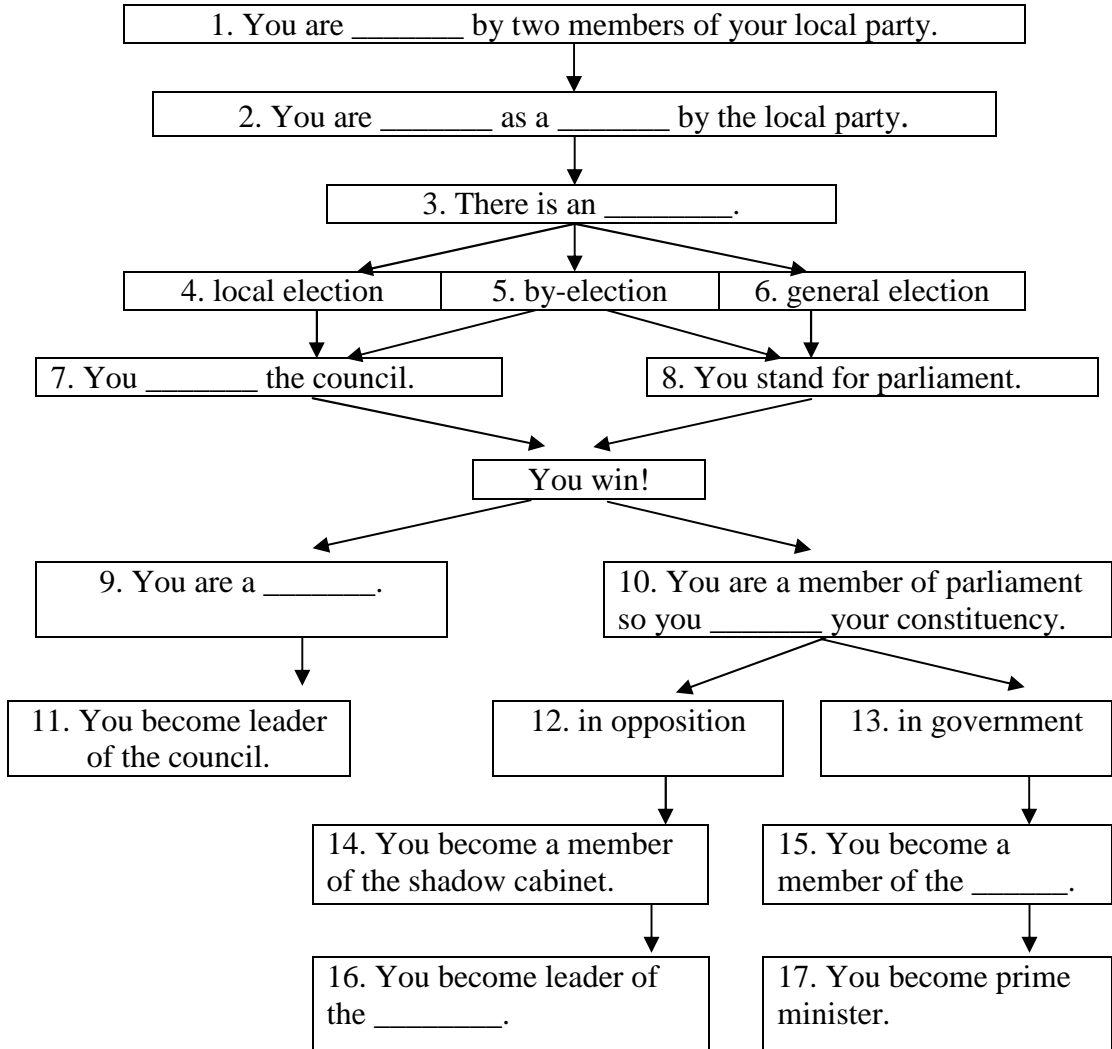 1. You are _______ by two members of your local party.
2. You are _______ as a _______ by the local party.
3. There is an ________.
4. local election
5. by-election
6. general election
7. You _______ the council.
8. You stand for parliament.
You win!
9. You are a _______.
10. You are a member of parliament
so you _______ your constituency.
11. You become leader
of the council.
12. in opposition
13. in government
14. You become a member
of the shadow cabinet.
15. You become a
member of the ______.
16. You become leader of
the ________.
17. You become prime
minister.